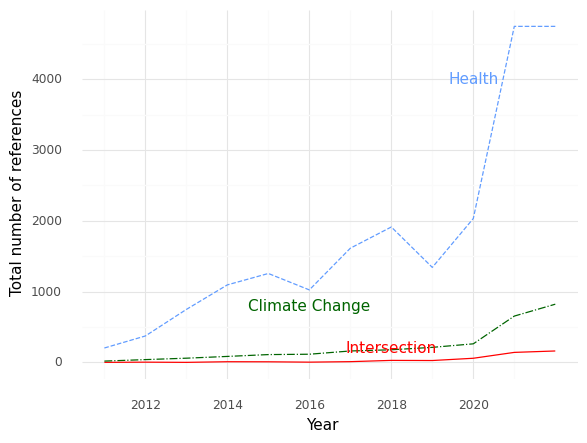 Total number of references
4000
3000
2000
1000
0
Health
Climate Change
Intersection
2012
2014
2016
2018
2020
Year